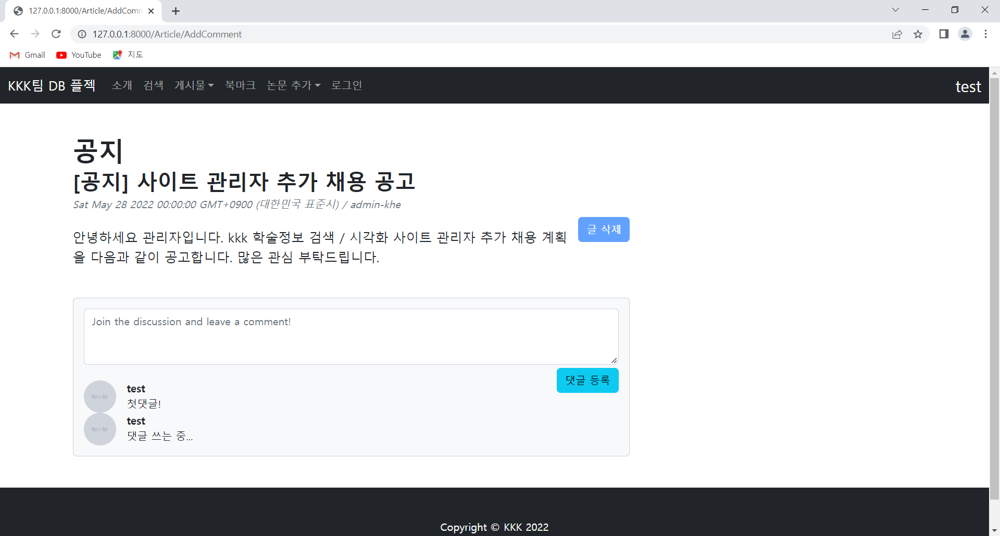 127.0.0.1:8000/Article/AddComm
127.0.0.1:8000/Article/AddComment
Gmail YouTube 지도
KKK팀 DB 플젝 소개 검색 게시물 북마크 논문 추가 로그인 test
공지
[공지] 사이트 관리자 추가 채용 공고
Sat May 28 2022 00:00:00 GMT+0900 (대한민국 표준시) / admin-khe
글 삭제
안녕하세요 관리자입니다. kkk 학술정보 검색 / 시각화 사이트 관리자 추가 채용 계획
을 다음과 같이 공고합니다. 많은 관심 부탁드립니다.
Join the discussion and leave a comment!
댓글 등록
50 x 50
test
첫댓글!
50 x 50
test
댓글 쓰는 중...
Copyright © KKK 2022